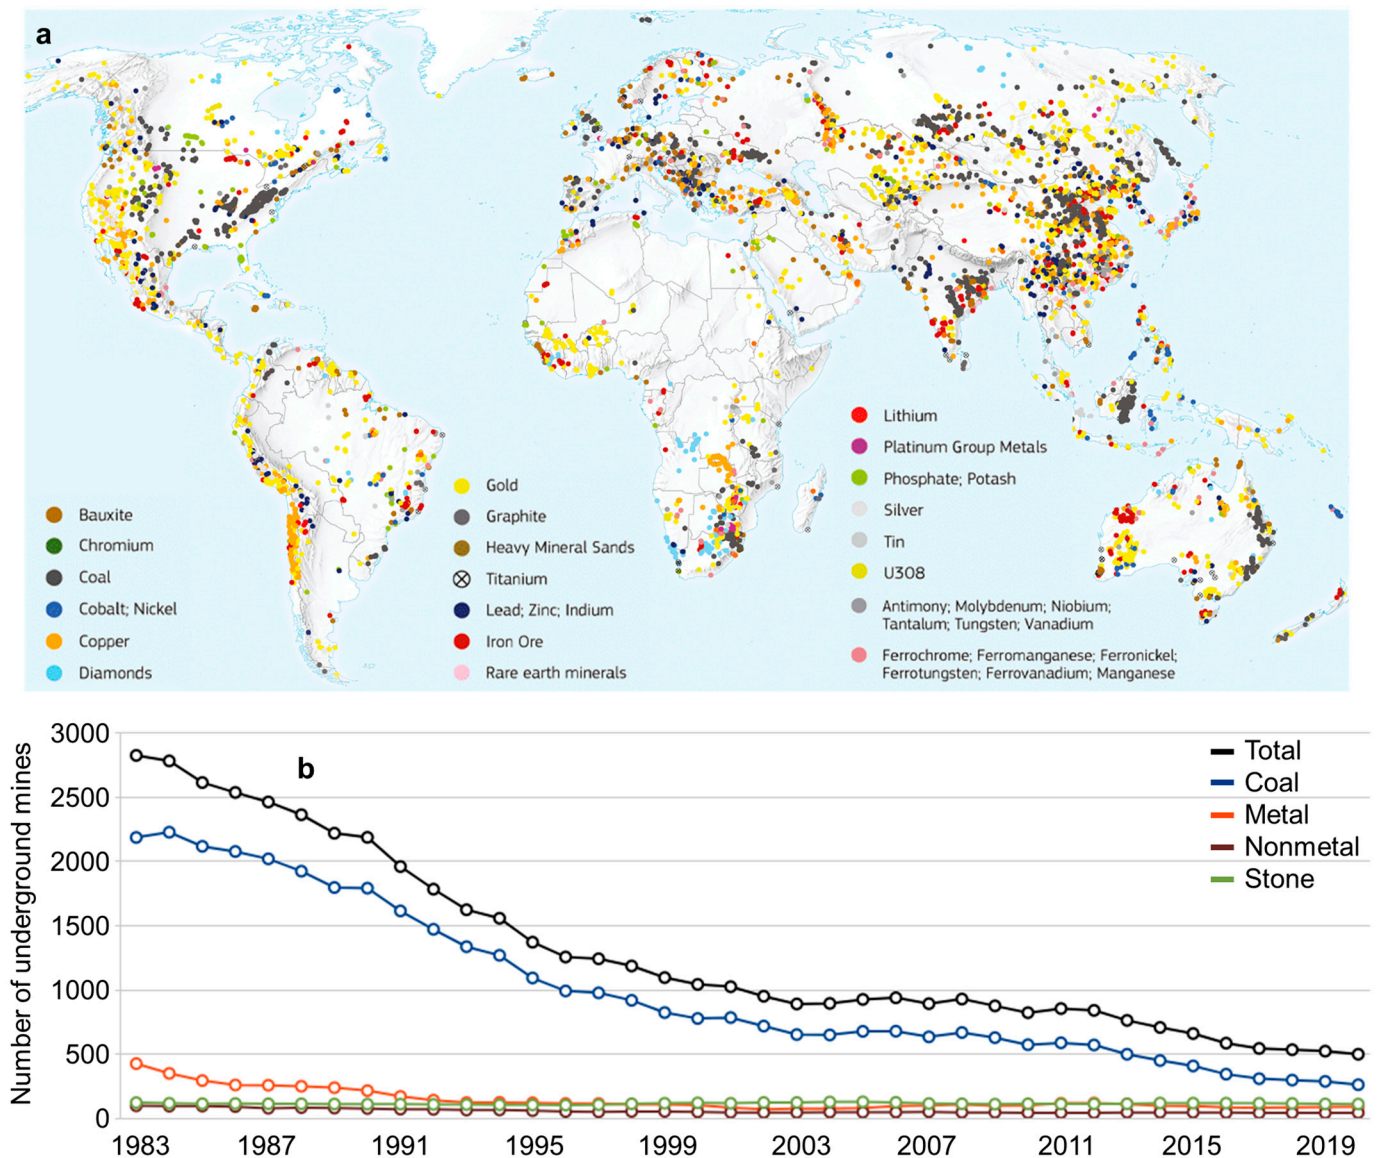 a
Bauxite
Chromium
Coal
Cobalt; Nickel
Copper
Diamonds
Gold
Graphite
Heavy Mineral Sands
Titanium
Lead; Zinc; Indium
Iron Ore
Rare earth minerals
Lithium
Platinum Group Metals
Phosphate; Potash
Silver
Tin
U308
Antimony; Molybdenum; Niobium;
Tantalum; Tungsten; Vanadium
Ferrochrome; Ferromanganese; Ferronickel;
Ferrotungsten; Ferrovanadium; Manganese
b
Number of underground mines
3000
2500
2000
1500
1000
500
0
1983 1987 1991 1995 1999 2003 2007 2011 2015 2019
Total
Coal
Metal
Nonmetal
Stone